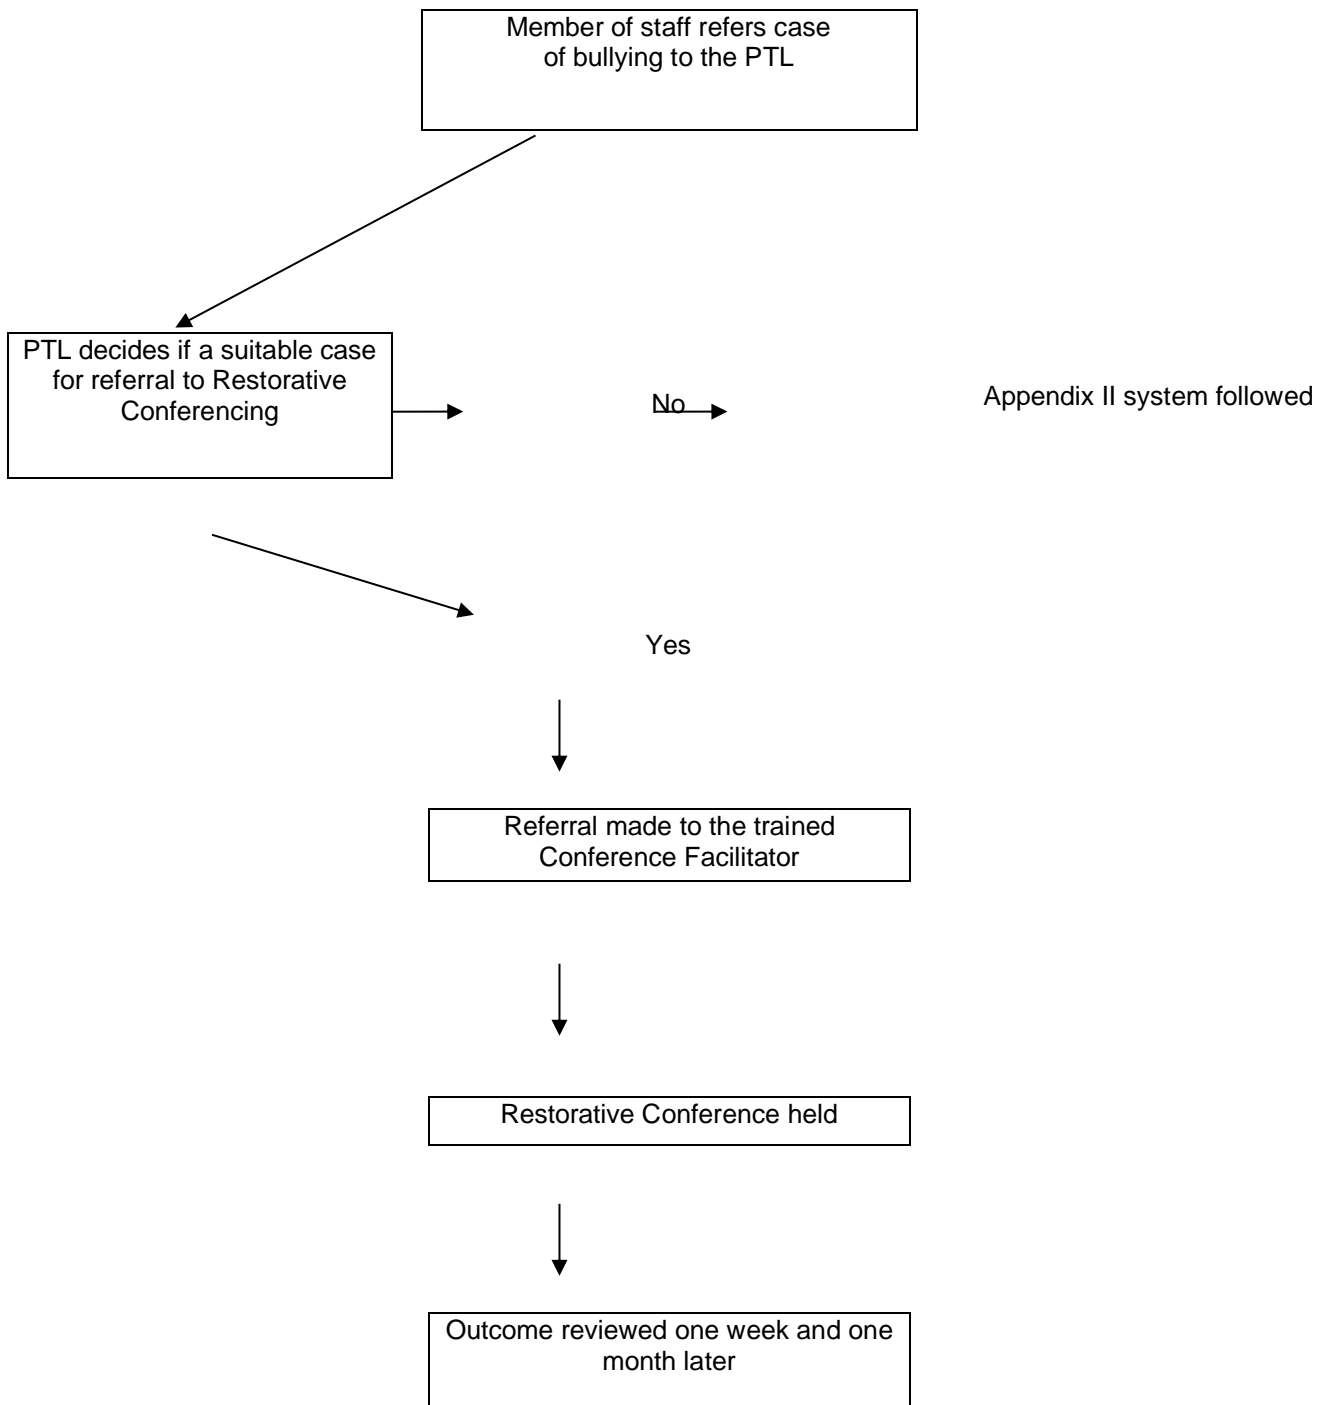 Member of staff refers case
of bullying to the PTL
PTL decides if a suitable case
for referral to Restorative
Conferencing
No
Appendix II system followed
Yes
Referral made to the trained
Conference Facilitator
Restorative Conference held
Outcome reviewed one week and one
month later